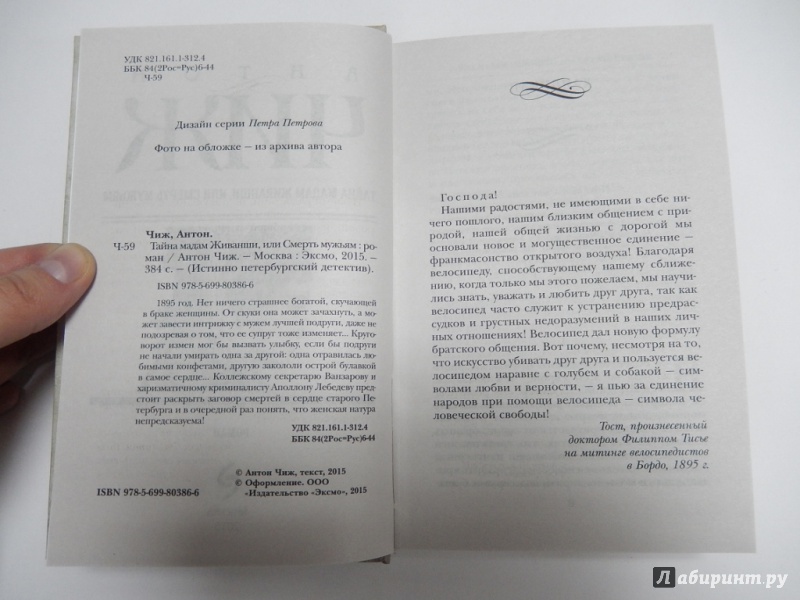 УДК 821.161.1-312.4
ББК 84(2Рос=Рус)6-44
Ч-59
Дизайн серии Петра Петрова
Фото на обложке — из архива автора
Чиж, Антон.
Ч-59 Тайна мадам Живанши, или Смерть мужьям : ро-
ман / Антон Чиж. — Москва : Эксмо, 2015. —
384 с. — (Истинно петербургский детектив).
ISBN 978-5-699-80386-6
1895 год. Нет ничего страшнее богатой, скучающей
в браке женщины. От скуки она может зачахнуть, а
может завести интрижку с мужем лучшей подруги, даже не
подозревая о том, что ее супруг тоже изменяет... Круго-
воротизмен мог бы вызвать улыбку, если бы подруги
не начали умирать одна за другой: одна отравилась лю-
бимыми конфетами, другую закололи острой булавкой
в самое сердце... Коллежскому секретарю Ванзарову и
харизматичному криминалисту Аполлону Лебедеву предс-
тоит раскрыть заговор смертей в сердце старого Пе-
тербурга и в очередной раз понять, что женская натура
непредсказуема!
УДК 821.161.1-312.4
ББК 84(2Рос=Рус)6-44
© Антон Чиж, текст, 2015
© Оформление. ООО
«Издательство «Эксмо», 2015
ISBN 978-5-699-80386-6
Господа!
Нашими радостями, не имеющими в себе ни-
чего пошлого, нашим близким общением с при-
родой, нашей общей жизнью с дорогой мы
основали новое и могущественное единение —
франкмасонство открытого воздуха! Благодаря
велосипеду, способствующему нашему сближе-
нию, когда только мы этого пожелаем, мы научи-
лись знать, уважать и любить друг друга, так как
велосипед часто служит к устранению предрас-
судков и грустных недоразумений в наших лич-
ных отношениях! Велосипед дал новую формулу
братского общения. Вот почему, несмотря на то,
что искусство убивать друг друга и пользуется ве-
лосипедом наравне с голубем и собакой — сим-
волами любви и верности, — я пью за единение
народов при помощи велосипеда — символа че-
ловеческой свободы!
Тост, произнесенный
доктором Филиппом Тисье
на митинге велосипедистов
в Бордо, 1895 г.
Лабиринт.ру